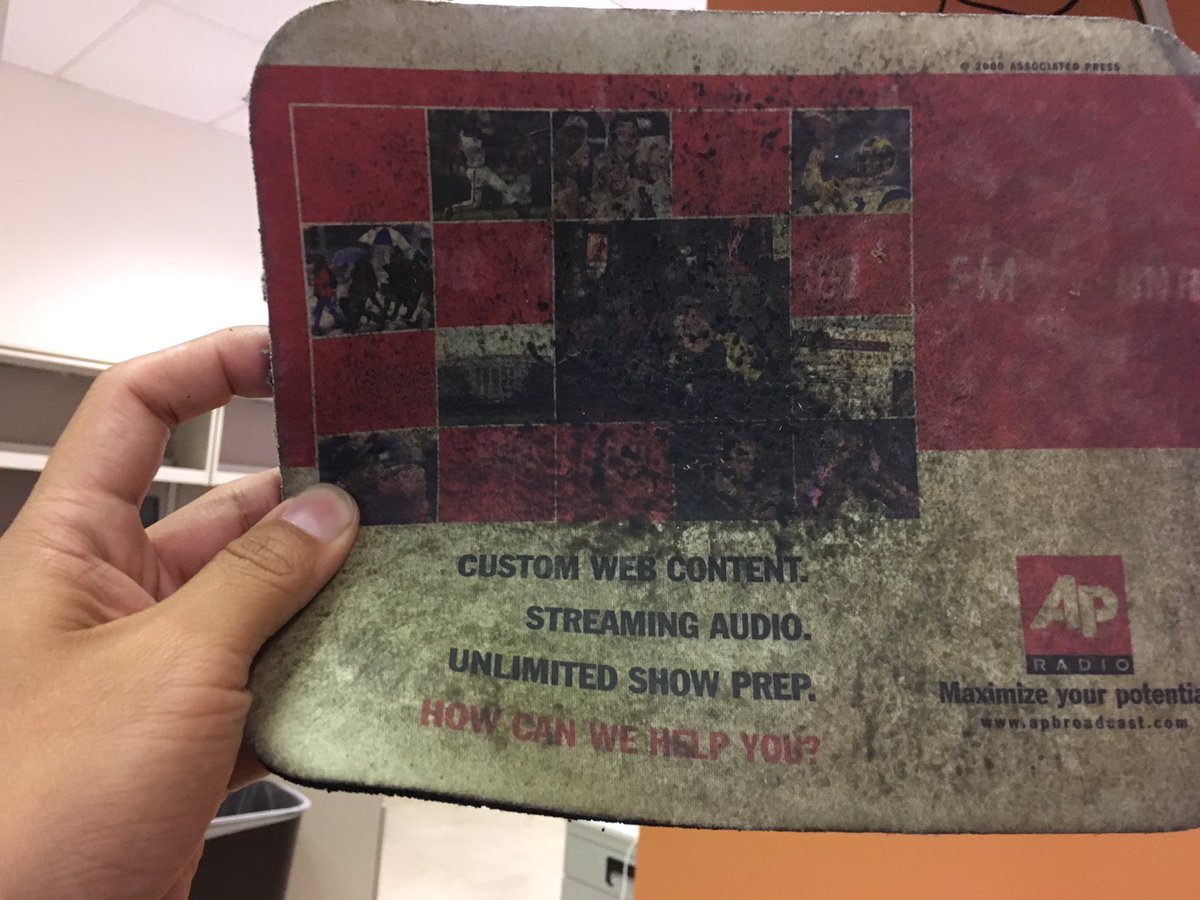 © 2000 ASSOCIATED PRESS
FM
CUSTOM WEB CONTENT.
STREAMING AUDIO.
UNLIMITED SHOW PREP.
HOW CAN WE HELP YOU?
AP
RADIO
Maximize your
www.apbroadcast.com